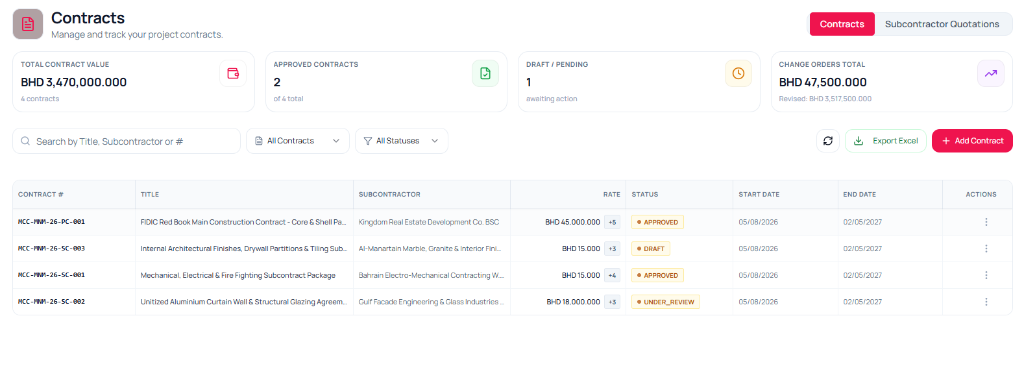 Contracts
Manage and track your project contracts.
Contracts
Subcontractor Quotations
TOTAL CONTRACT VALUE
BHD 3,470,000.000
4 contracts
APPROVED CONTRACTS
2
of 4 total
DRAFT / PENDING
1
awaiting action
CHANGE ORDERS TOTAL
BHD 47,500.000
Revised: BHD 3,517,500.000
Search by Title, Subcontractor or #
All Contracts
All Statuses
Export Excel
+ Add Contract
CONTRACT # TITLE SUBCONTRACTOR RATE STATUS START DATE END DATE ACTIONS
MCC-MNM-26-PC-001 FIDIC Red Book Main Construction Contract - Core & Shell Pa... Kingdom Real Estate Development Co. BSC BHD 45,000.000 +5 APPROVED 05/08/2026 02/05/2027
MCC-MNM-26-SC-003 Internal Architectural Finishes, Drywall Partitions & Tiling Sub... Al-Manartain Marble, Granite & Interior Fini... BHD 15.000 +3 DRAFT 05/08/2026 02/05/2027
MCC-MNM-26-SC-001 Mechanical, Electrical & Fire Fighting Subcontract Package Bahrain Electro-Mechanical Contracting W... BHD 15.000 +4 APPROVED 05/08/2026 02/05/2027
MCC-MNM-26-SC-002 Unitized Aluminium Curtain Wall & Structural Glazing Agreem... Gulf Facade Engineering & Glass Industries ... BHD 18,000.000 +3 UNDER_REVIEW 05/08/2026 02/05/2027